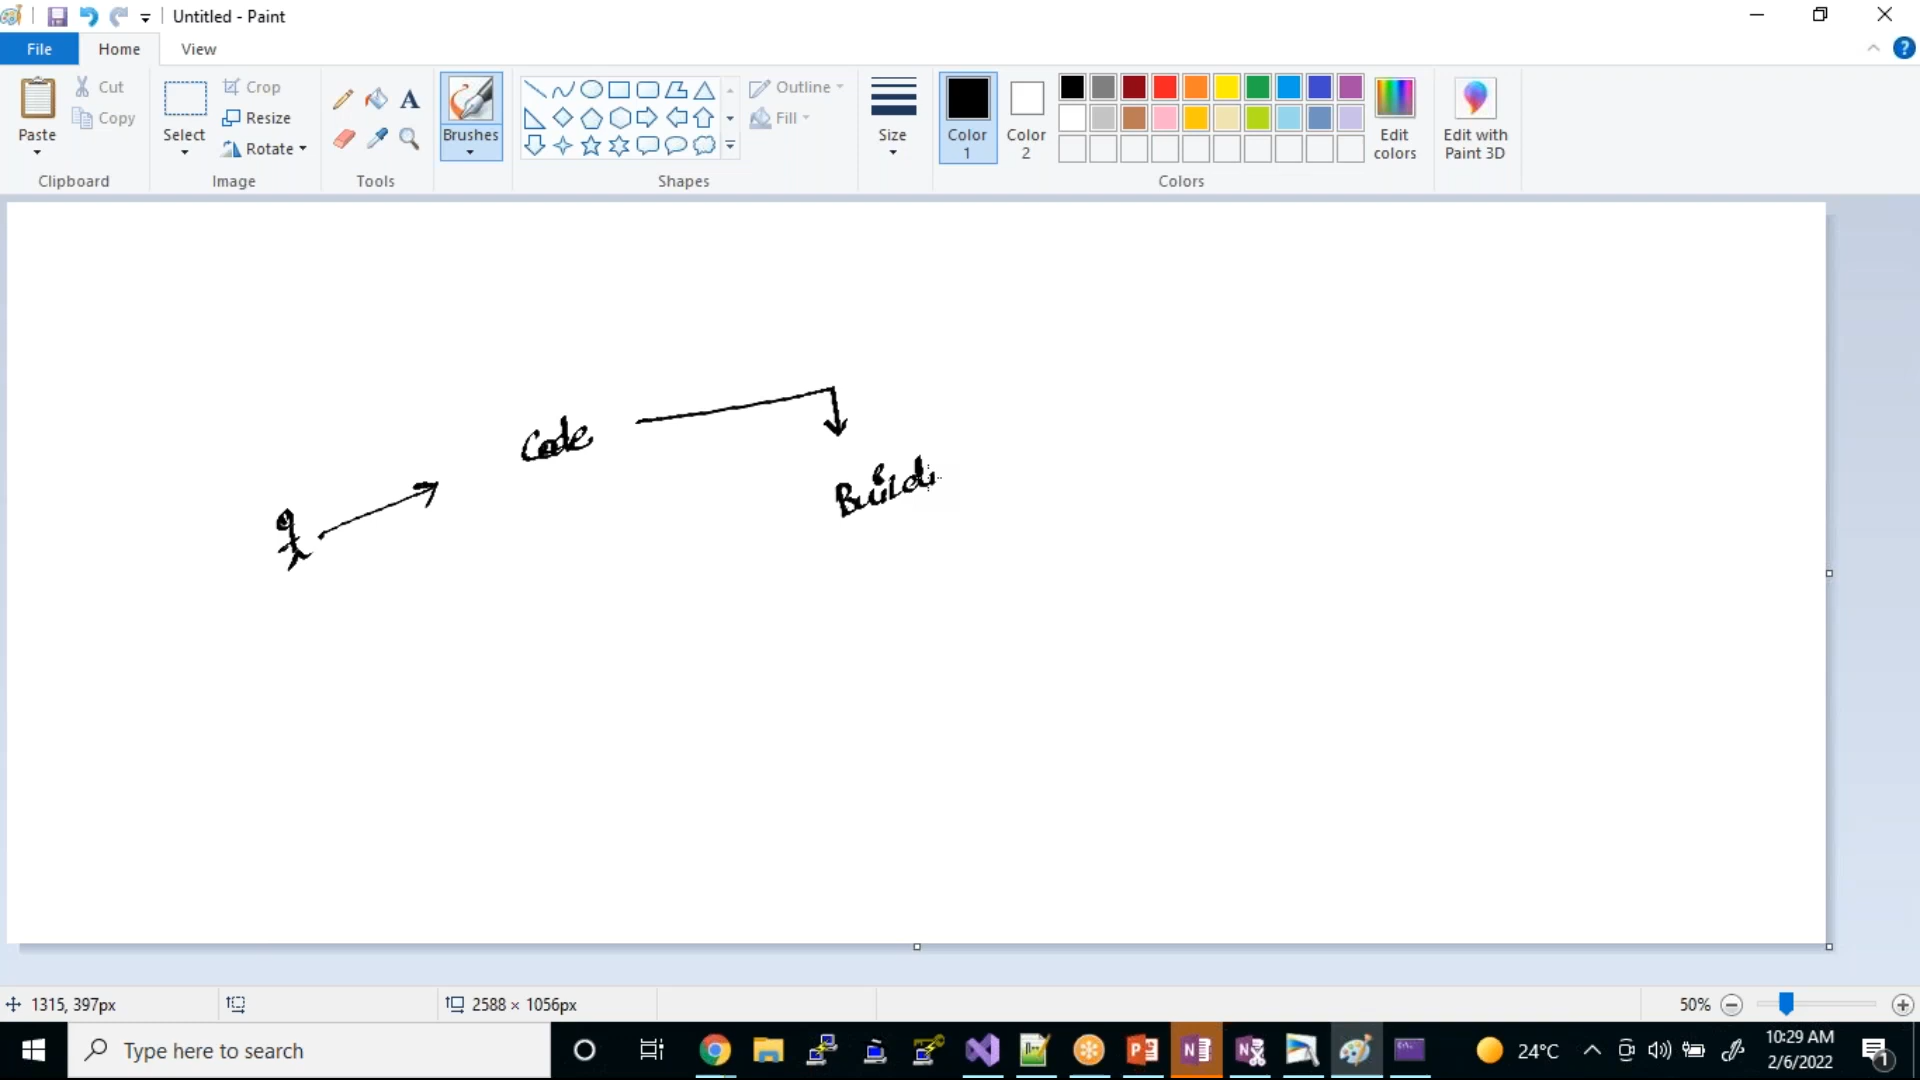 Untitled - Paint
File Home View
Paste
Cut
Copy
Clipboard
Select
Crop
Resize
Rotate
Image
Tools
Brushes
Shapes
Outline
Fill
Size
Color 1
Color 2
Edit colors
Colors
Edit with Paint 3D
Code
Build
1315, 397px
2588 × 1056px
50%
Type here to search
24°C
10:29 AM
2/6/2022